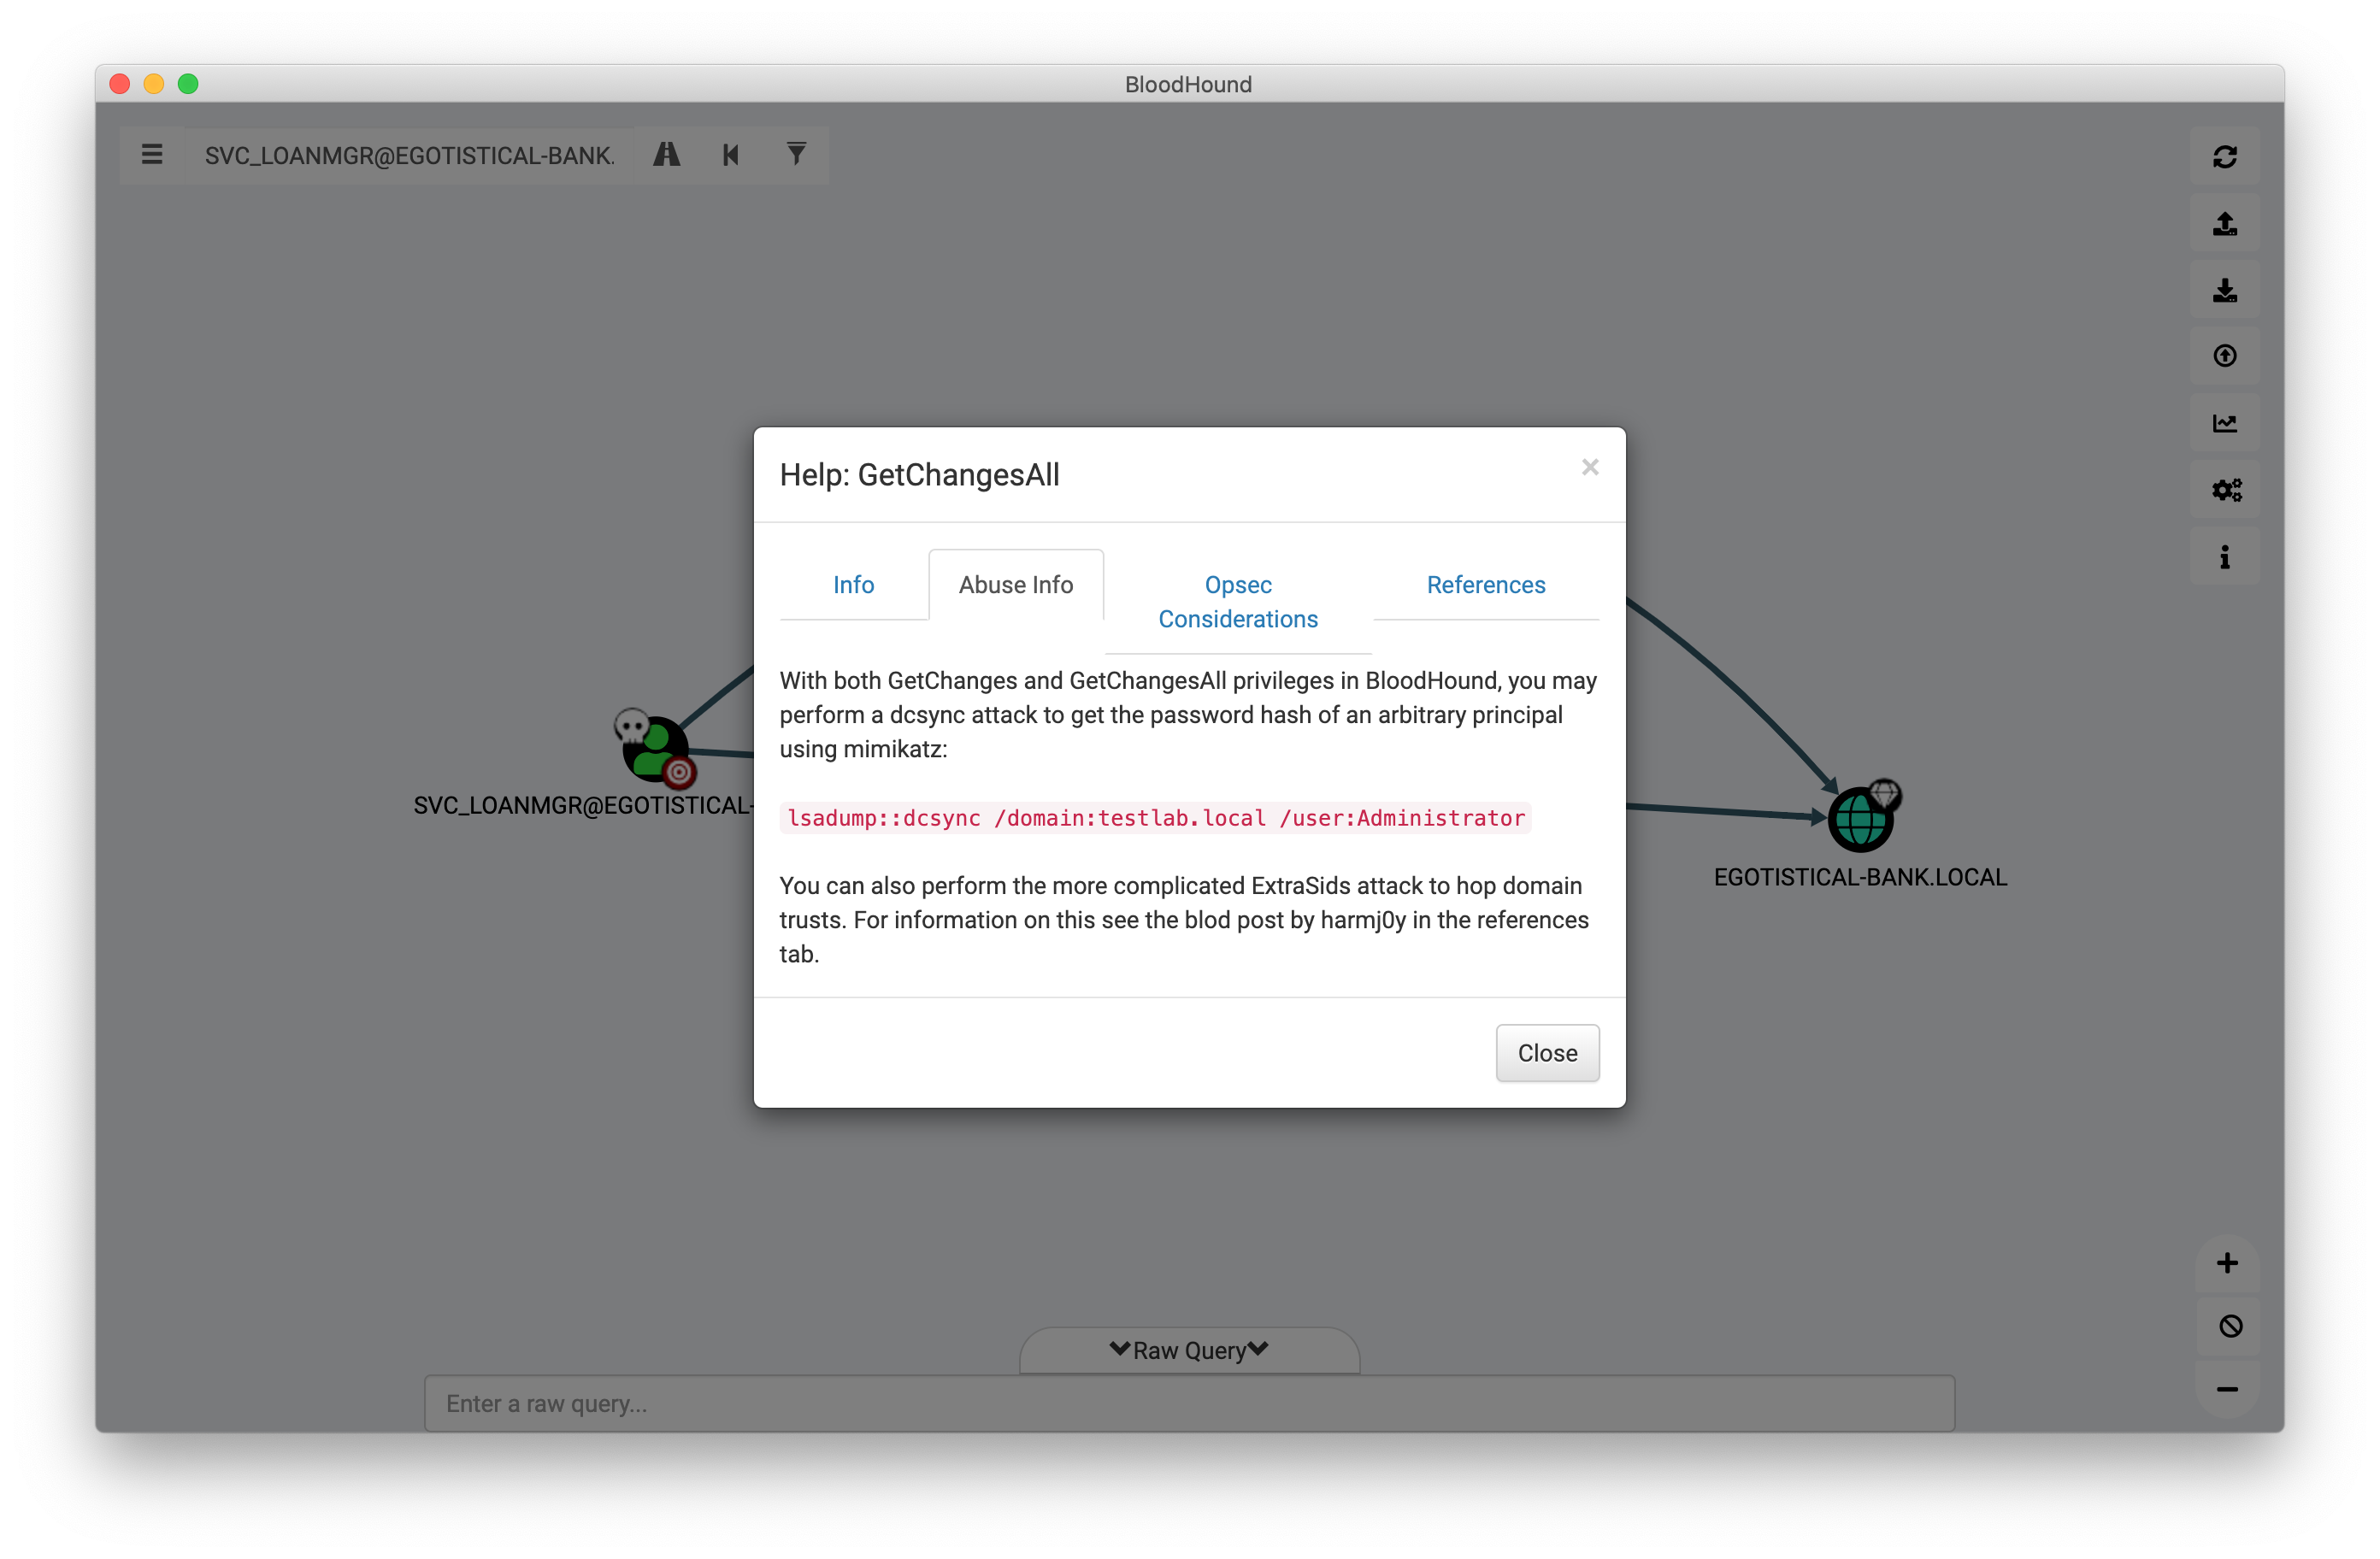 BloodHound
SVC_LOANMGR@EGOTISTICAL-BANK.
Help: GetChangesAll
×
Info
Abuse Info
Opsec
Considerations
References
With both GetChanges and GetChangesAll privileges in BloodHound, you may
perform a dcsync attack to get the password hash of an arbitrary principal
using mimikatz:
lsadump::dcsync /domain:testlab.local /user:Administrator
You can also perform the more complicated ExtraSids attack to hop domain
trusts. For information on this see the blod post by harmj0y in the references
tab.
Close
SVC_LOANMGR@EGOTISTICAL-
EGOTISTICAL-BANK.LOCAL
Raw Query
Enter a raw query...